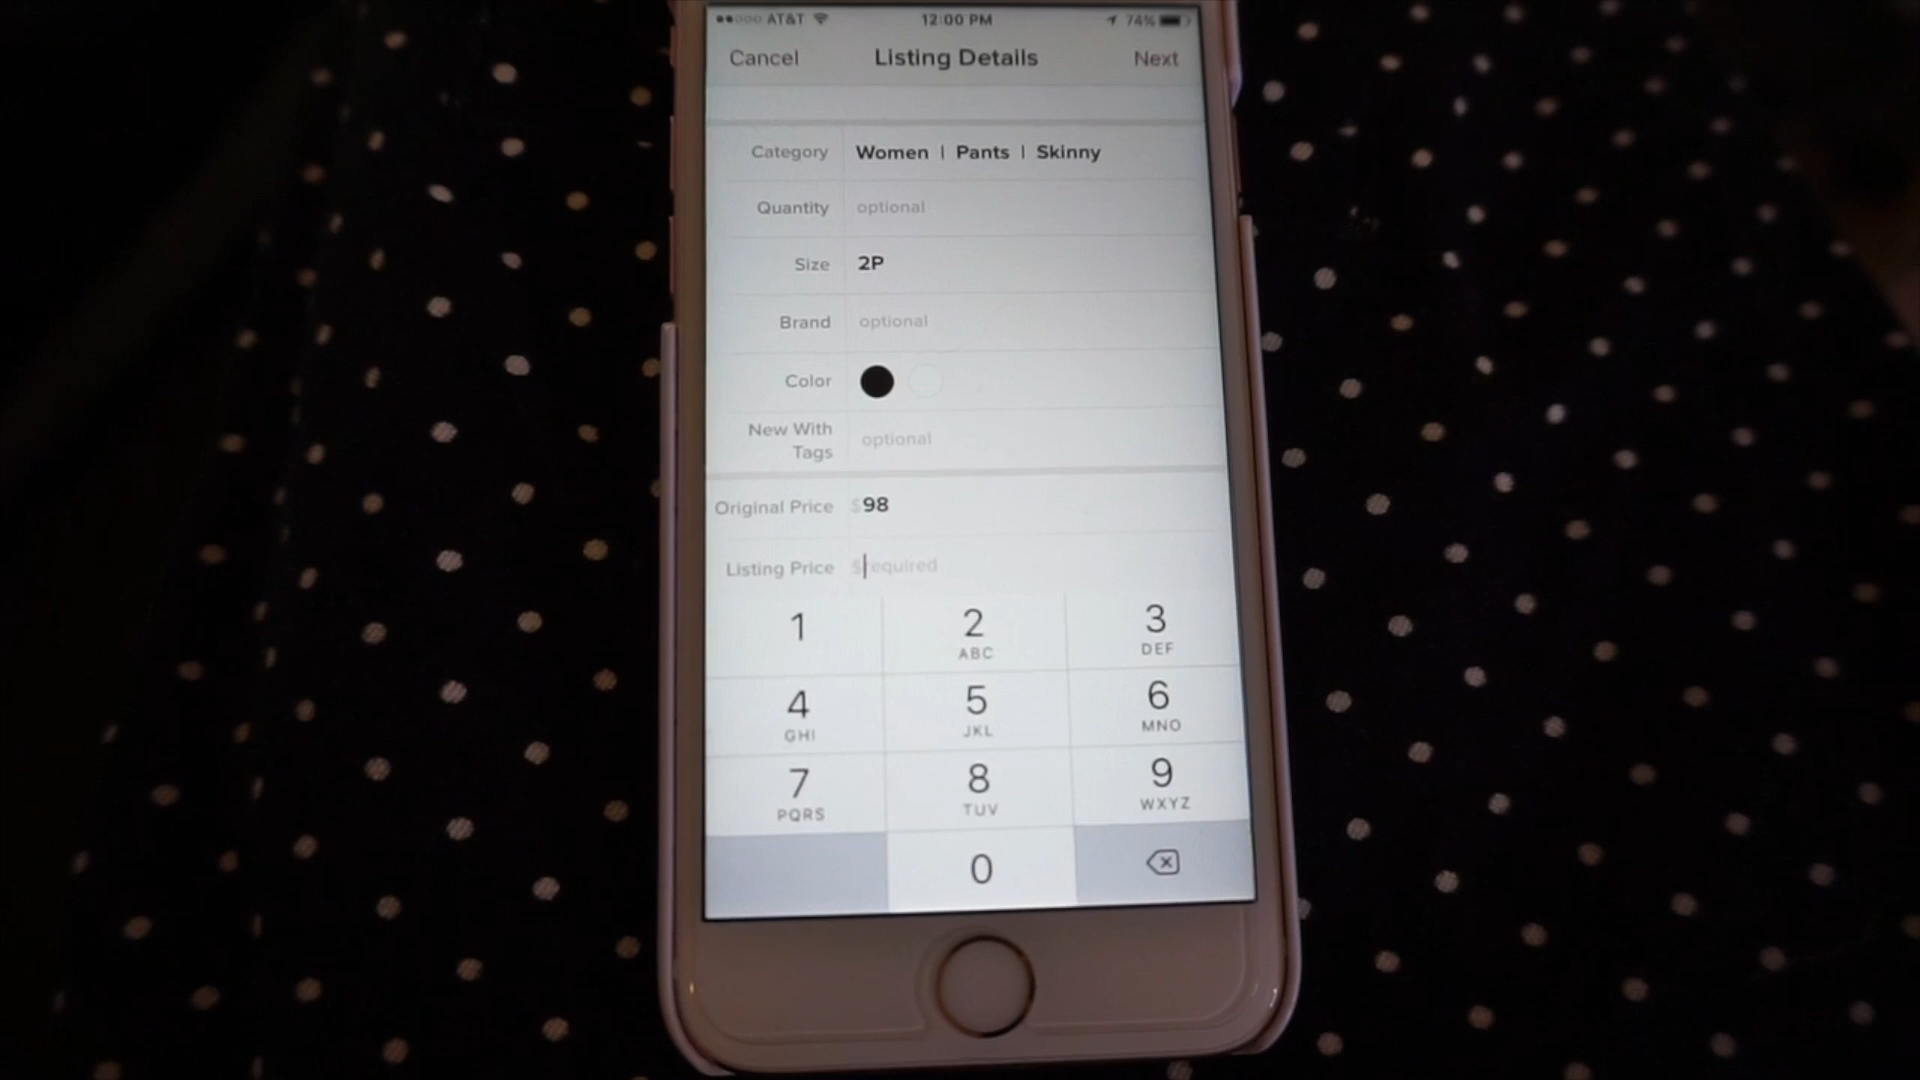 AT&T 12:00 PM 74%
Cancel Listing Details Next
Category Women | Pants | Skinny
Quantity optional
Size 2P
Brand optional
Color
New With Tags optional
Original Price $98
Listing Price $required
1 2 3
ABC DEF
4 5 6
GHI JKL MNO
7 8 9
PQRS TUV WXYZ
0